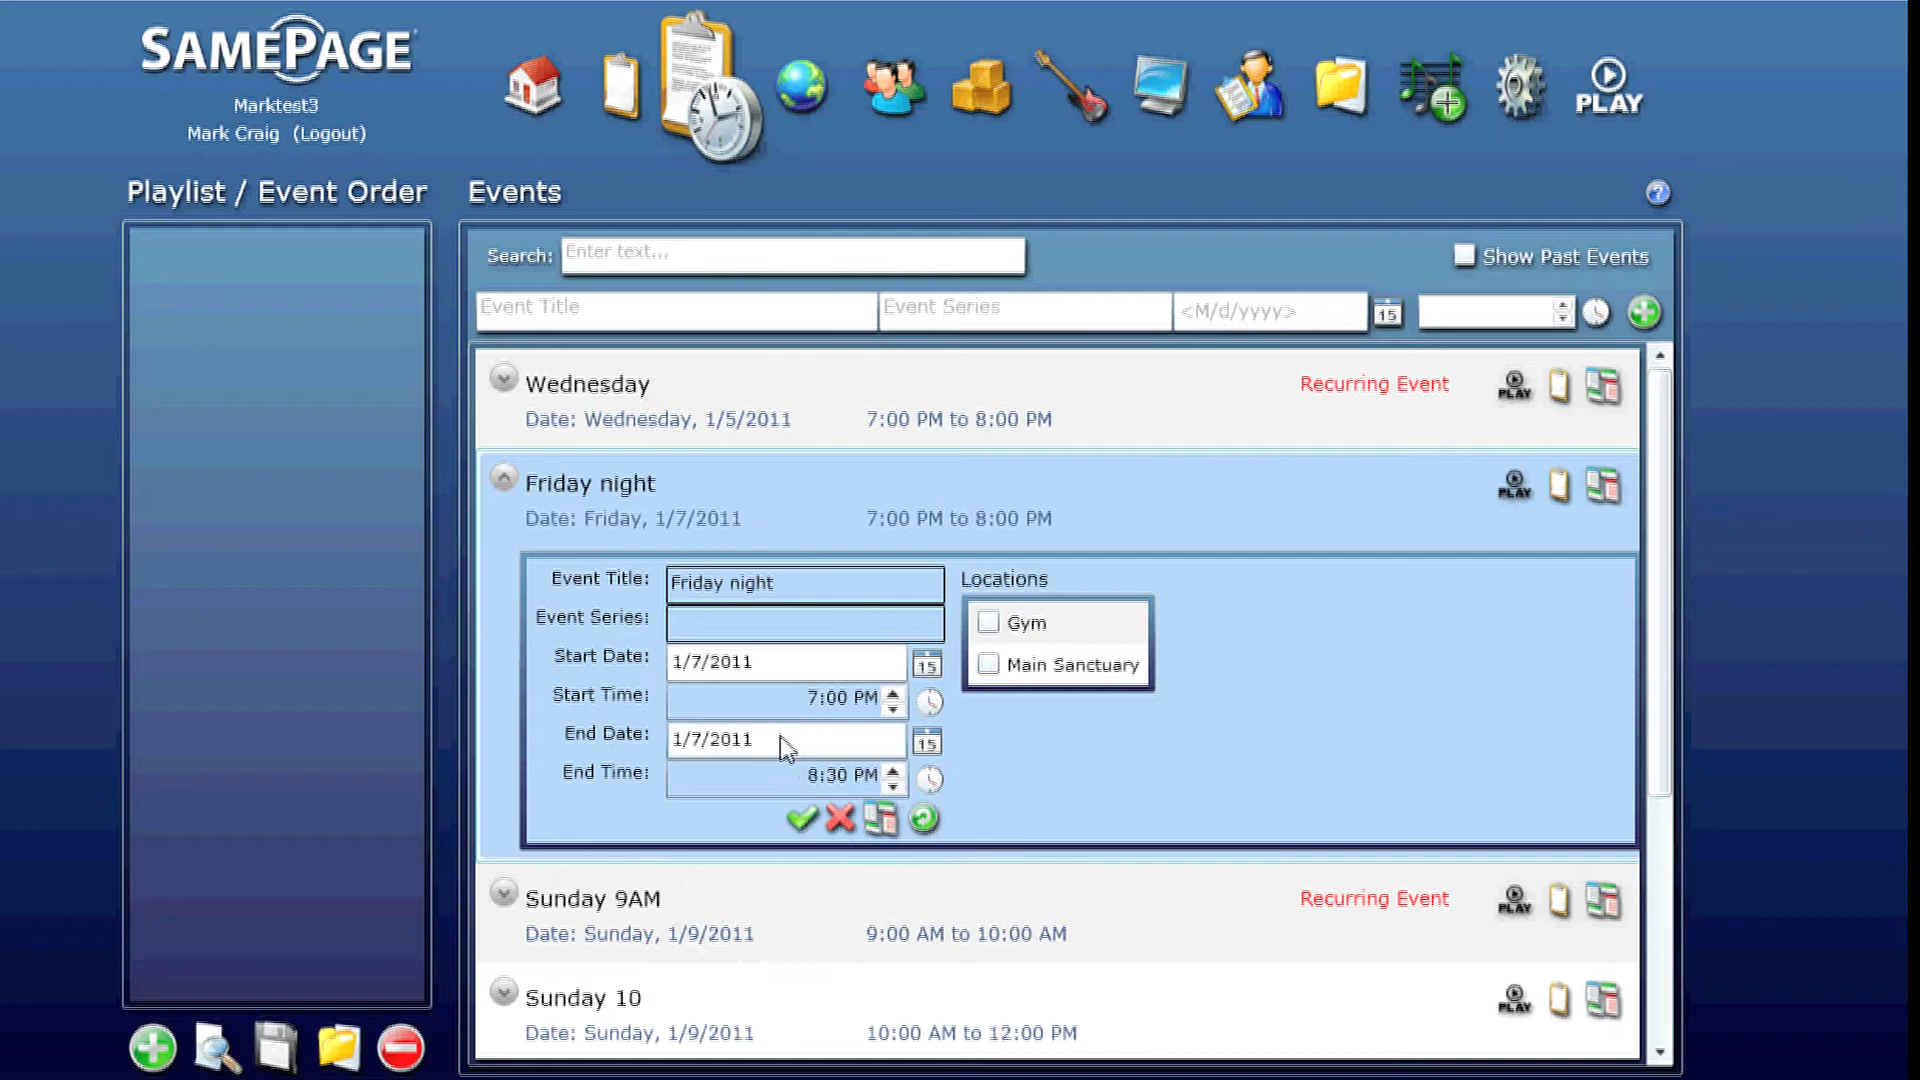 SAMEPAGE
Marktest3
Mark Craig (Logout)
PLAY
Playlist / Event Order
Events
?
Search:
Enter text...
Show Past Events
Event Title
Event Series
<M/d/yyyy>
15
Wednesday
Recurring Event
PLAY
Date: Wednesday, 1/5/2011
7:00 PM to 8:00 PM
Friday night
PLAY
Date: Friday, 1/7/2011
7:00 PM to 8:00 PM
Event Title:
Friday night
Locations
Event Series:
Gym
Start Date:
1/7/2011
15
Main Sanctuary
Start Time:
7:00 PM
End Date:
1/7/2011
15
End Time:
8:30 PM
Sunday 9AM
Recurring Event
PLAY
Date: Sunday, 1/9/2011
9:00 AM to 10:00 AM
Sunday 10
PLAY
Date: Sunday, 1/9/2011
10:00 AM to 12:00 PM